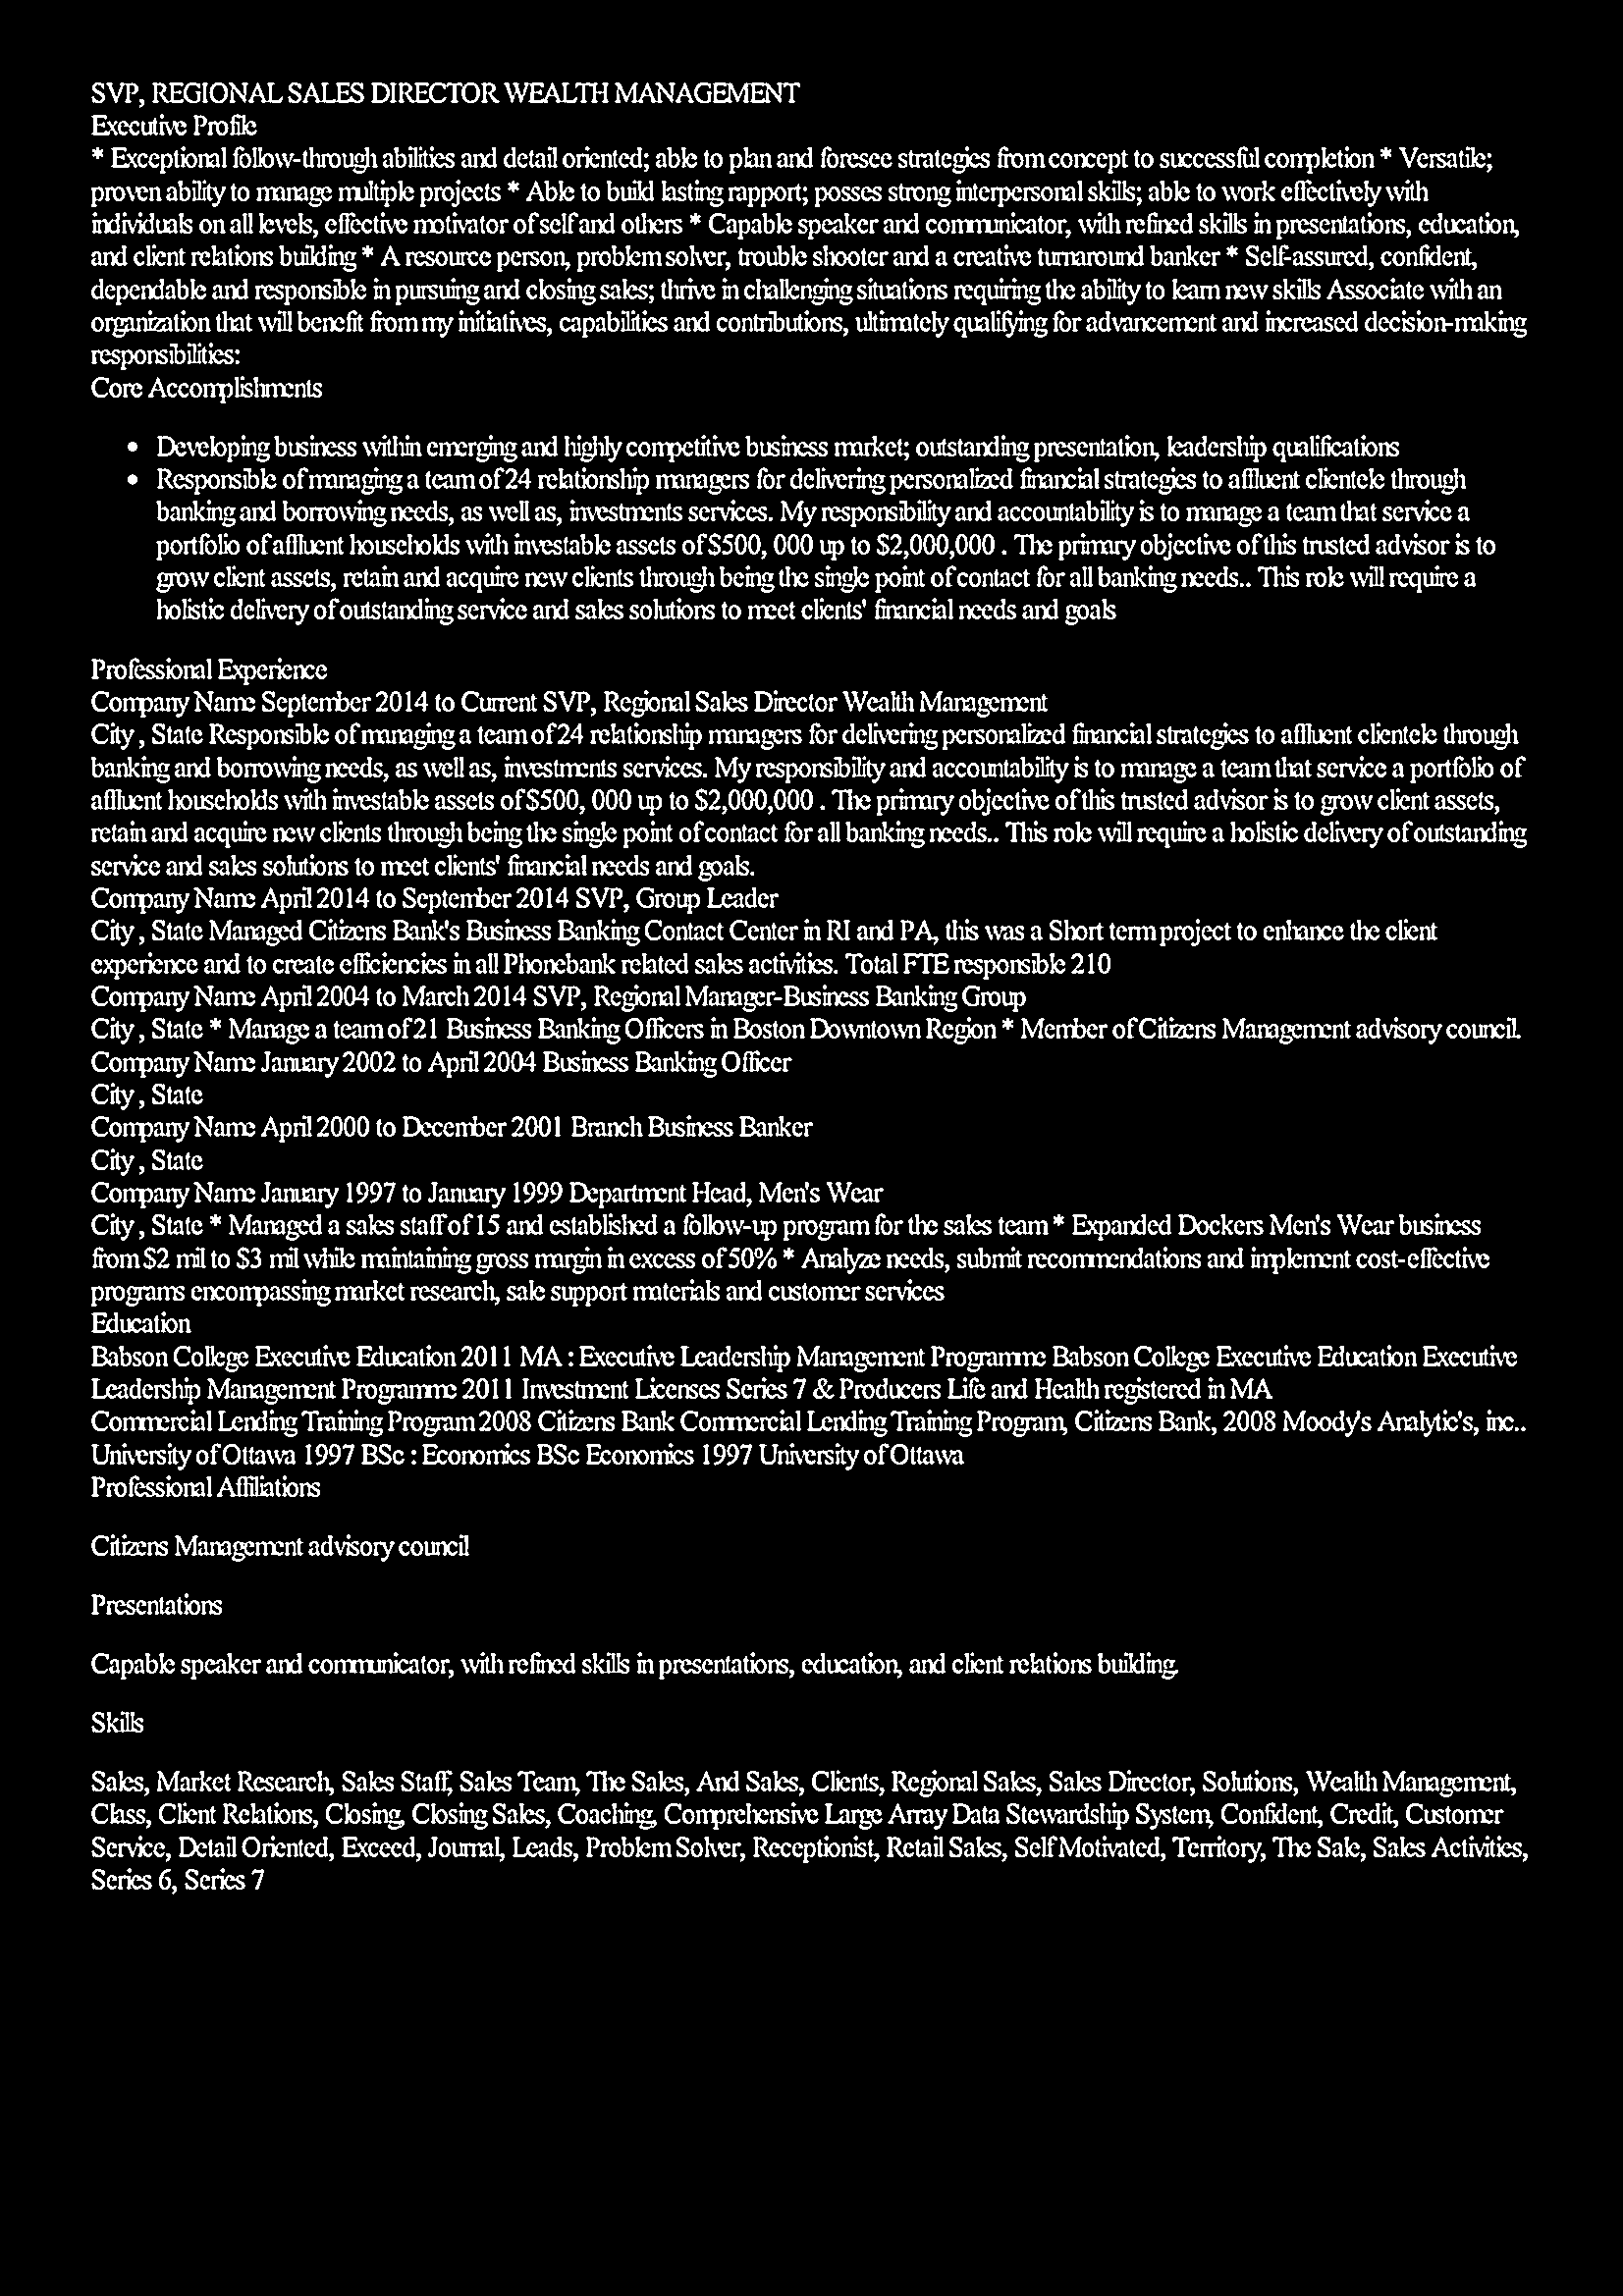 SVP, REGIONAL SALES DIRECTOR WEALTH MANAGEMENT
Executive Profile
* Exceptional follow-through abilities and detail oriented; able to plan and foresee strategies from concept to successful completion * Versatile;
proven ability to manage multiple projects * Able to build lasting rapport; posses strong interpersonal skills; able to work effectively with
individuals on all levels, effective motivator of self and others * Capable speaker and communicator, with refined skills in presentations, education,
and client relations building * A resource person, problem solver, trouble shooter and a creative turnaround banker * Self-assured, confident,
dependable and responsible in pursuing and closing sales; thrive in challenging situations requiring the ability to learn new skills Associate with an
organization that will benefit from my initiatives, capabilities and contributions, ultimately qualifying for advancement and increased decision-making
responsibilities:
Core Accomplishments
• Developing business within emerging and highly competitive business market; outstanding presentation, leadership qualifications
• Responsible of managing a team of 24 relationship managers for delivering personalized financial strategies to affluent clientele through
banking and borrowing needs, as well as, investments services. My responsibility and accountability is to manage a team that service a
portfolio of affluent households with investable assets of $500, 000 up to $2,000,000 . The primary objective of this trusted advisor is to
grow client assets, retain and acquire new clients through being the single point of contact for all banking needs.. This role will require a
holistic delivery of outstanding service and sales solutions to meet clients' financial needs and goals
Professional Experience
Company Name September 2014 to Current SVP, Regional Sales Director Wealth Management
City , State Responsible of managing a team of 24 relationship managers for delivering personalized financial strategies to affluent clientele through
banking and borrowing needs, as well as, investments services. My responsibility and accountability is to manage a team that service a portfolio of
affluent households with investable assets of $500, 000 up to $2,000,000 . The primary objective of this trusted advisor is to grow client assets,
retain and acquire new clients through being the single point of contact for all banking needs.. This role will require a holistic delivery of outstanding
service and sales solutions to meet clients' financial needs and goals.
Company Name April 2014 to September 2014 SVP, Group Leader
City , State Managed Citizens Bank's Business Banking Contact Center in RI and PA, this was a Short term project to enhance the client
experience and to create efficiencies in all Phonebank related sales activities. Total FTE responsible 210
Company Name April 2004 to March 2014 SVP, Regional Manager-Business Banking Group
City , State * Manage a team of 21 Business Banking Officers in Boston Downtown Region * Member of Citizens Management advisory council.
Company Name January 2002 to April 2004 Business Banking Officer
City , State
Company Name April 2000 to December 2001 Branch Business Banker
City , State
Company Name January 1997 to January 1999 Department Head, Men's Wear
City , State * Managed a sales staff of 15 and established a follow-up program for the sales team * Expanded Dockers Men's Wear business
from $2 mil to $3 mil while maintaining gross margin in excess of 50% * Analyze needs, submit recommendations and implement cost-effective
programs encompassing market research, sale support materials and customer services
Education
Babson College Executive Education 2011 MA : Executive Leadership Management Programme Babson College Executive Education Executive
Leadership Management Programme 2011 Investment Licenses Series 7 & Producers Life and Health registered in MA
Commercial Lending Training Program 2008 Citizens Bank Commercial Lending Training Program, Citizens Bank, 2008 Moody's Analytic's, inc..
University of Ottawa 1997 BSc : Economics BSc Economics 1997 University of Ottawa
Professional Affiliations
Citizens Management advisory council
Presentations
Capable speaker and communicator, with refined skills in presentations, education, and client relations building.
Skills
Sales, Market Research, Sales Staff, Sales Team, The Sales, And Sales, Clients, Regional Sales, Sales Director, Solutions, Wealth Management,
Class, Client Relations, Closing, Closing Sales, Coaching, Comprehensive Large Array Data Stewardship System, Confident, Credit, Customer
Service, Detail Oriented, Exceed, Journal, Leads, Problem Solver, Receptionist, Retail Sales, Self Motivated, Territory, The Sale, Sales Activities,
Series 6, Series 7